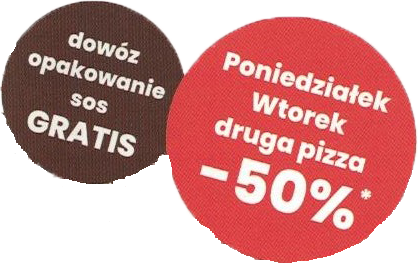 dowóz
opakowanie
sos
GRATIS
Poniedziałek
Wtorek
druga pizza
-50%*